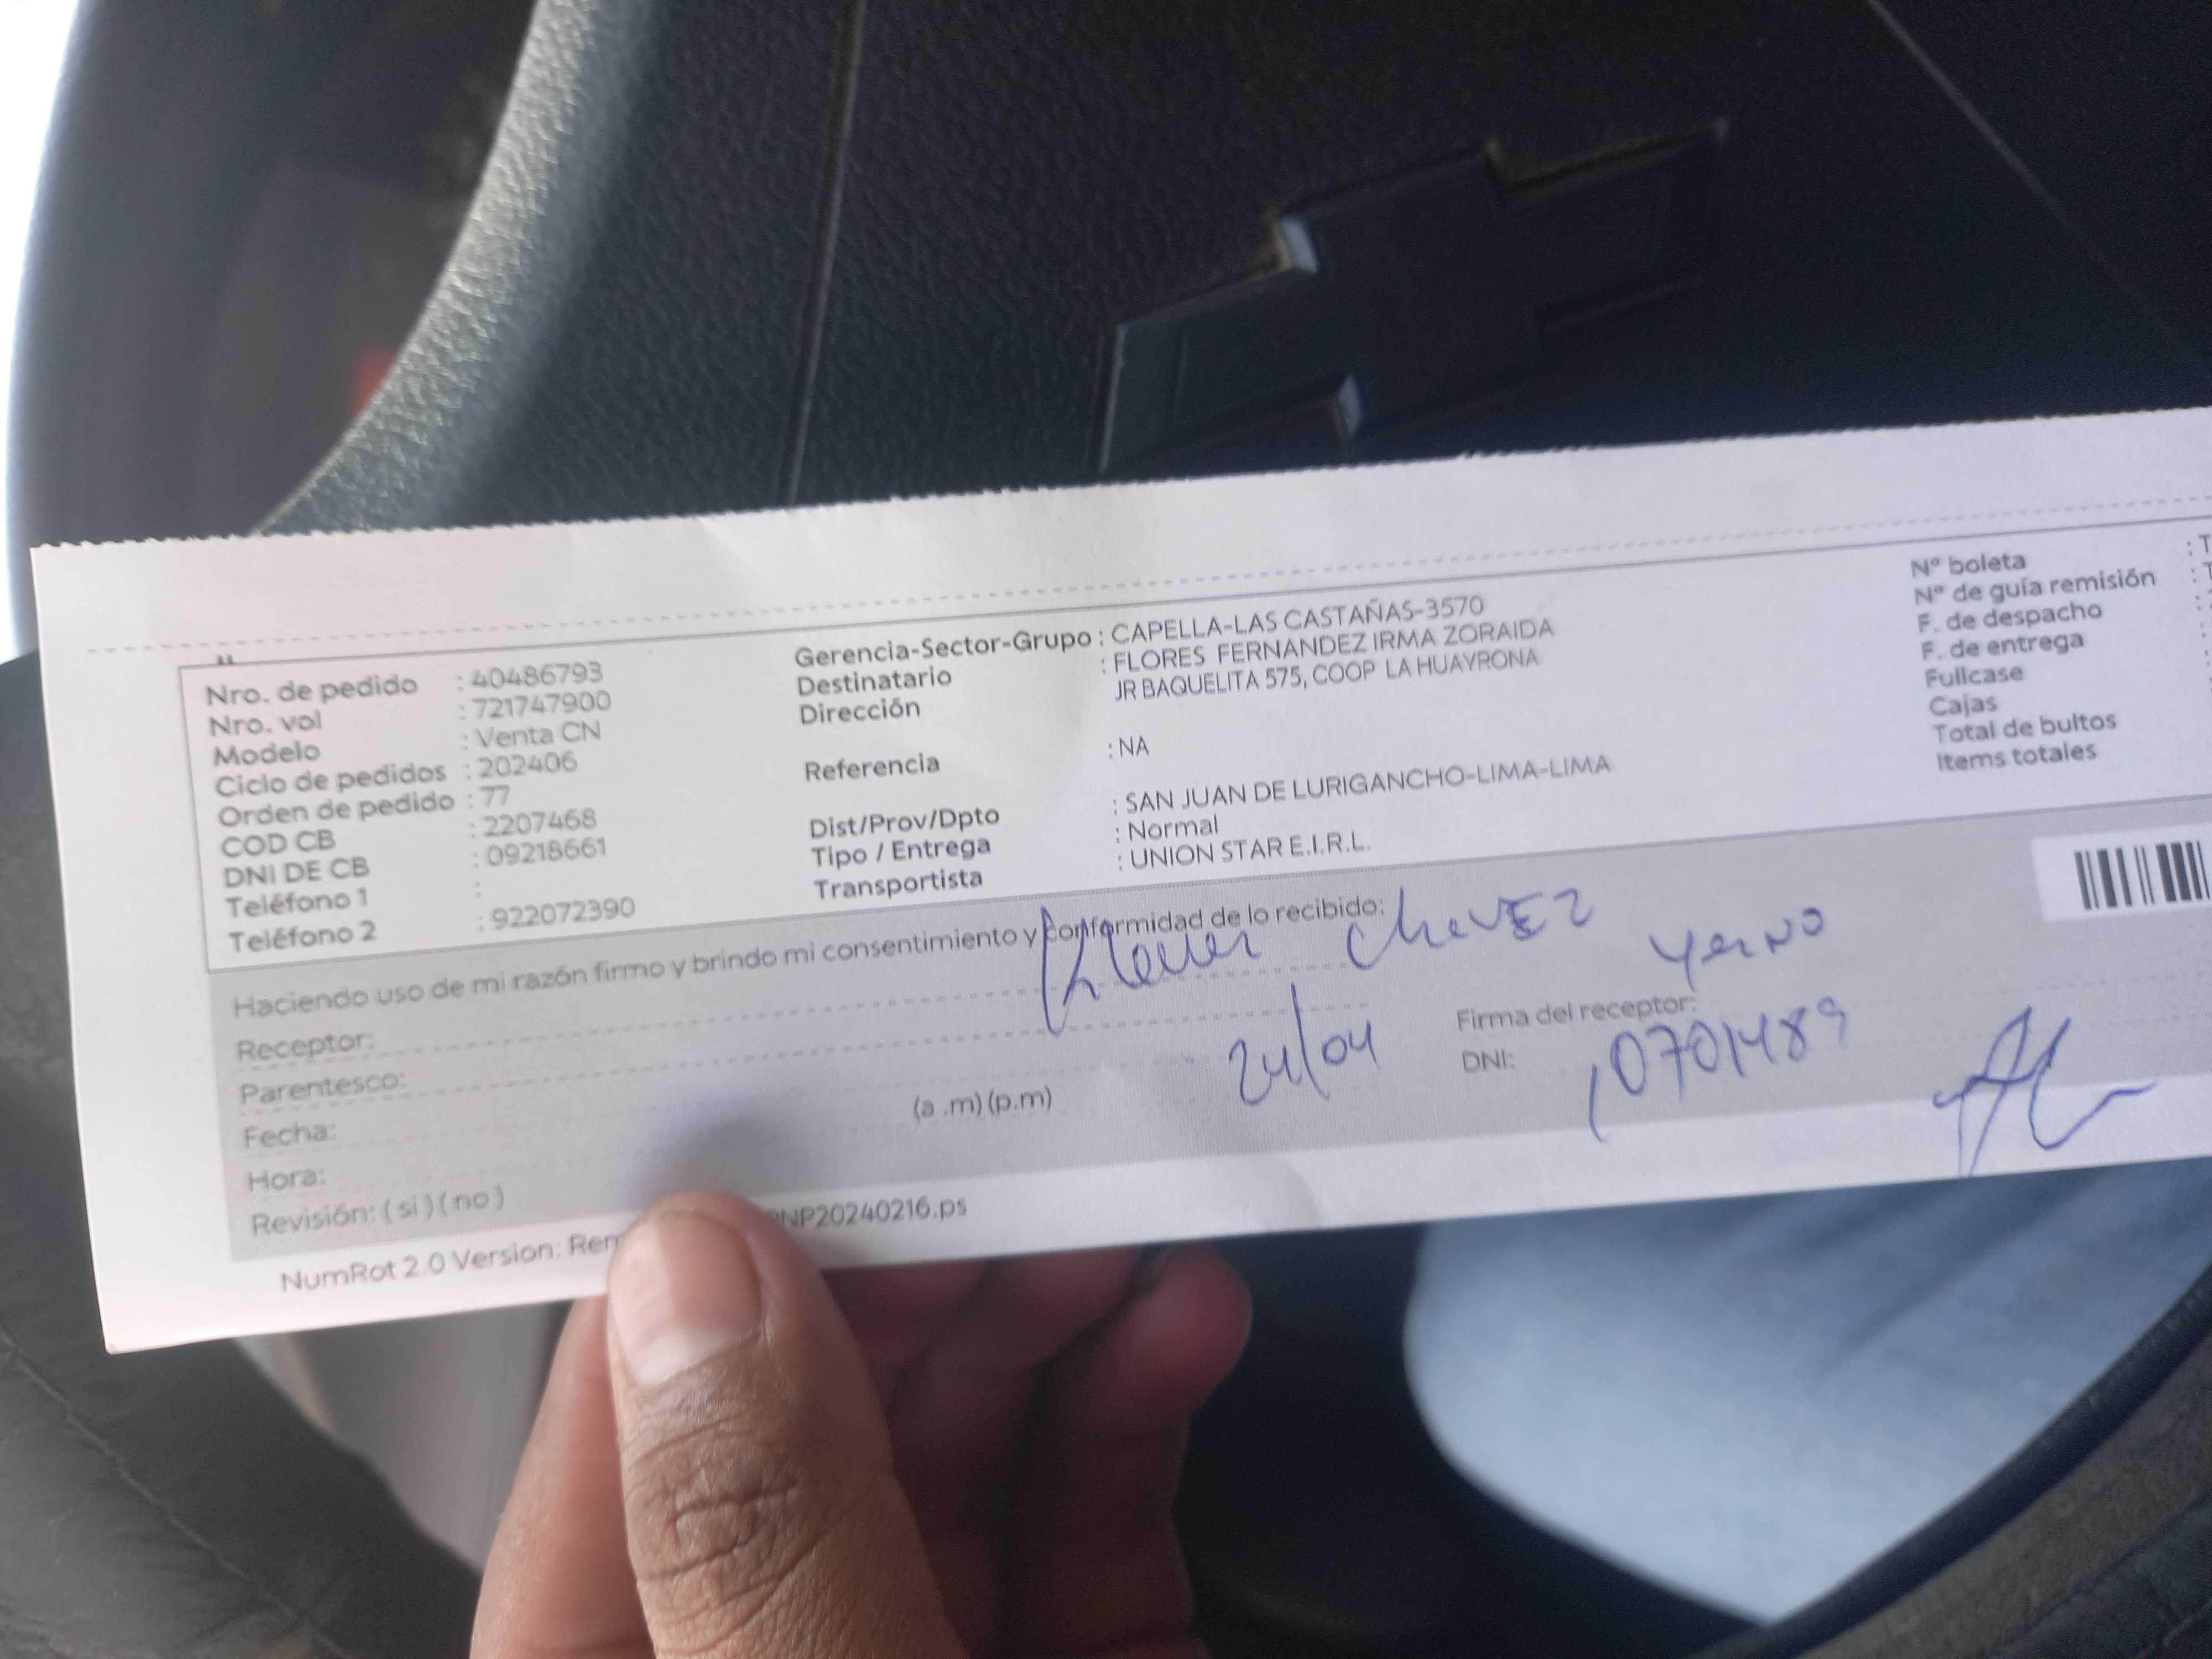 Nro. de pedido : 40486793
Nro. vol : 721747900
Modelo : Venta CN
Ciclo de pedidos : 202406
Orden de pedido : 77
COD CB : 2207468
DNI DE CB : 09218661
Teléfono 1 :
Teléfono 2 : 922072390
Gerencia-Sector-Grupo : CAPELLA-LAS CASTAÑAS-3570
Destinatario : FLORES FERNANDEZ IRMA ZORAIDA
Dirección JR BAQUELITA 575, COOP LA HUAYRONA
Referencia : NA
Dist/Prov/Dpto : SAN JUAN DE LURIGANCHO-LIMA-LIMA
Tipo / Entrega : Normal
Transportista : UNION STAR E.I.R.L.
N° boleta : T
N° de guía remisión : T
F. de despacho :
F. de entrega :
Fullcase :
Cajas
Total de bultos
Items totales
Haciendo uso de mi razón firmo y brindo mi consentimiento y conformidad de lo recibido:
Receptor: ChavEz
Parentesco: yerno
Fecha: 24/04
Hora: (a .m) (p.m)
Revisión: ( si ) ( no )
Firma del receptor:
DNI: 10701489
NumRot 2.0 Version: Rem NP20240216.ps